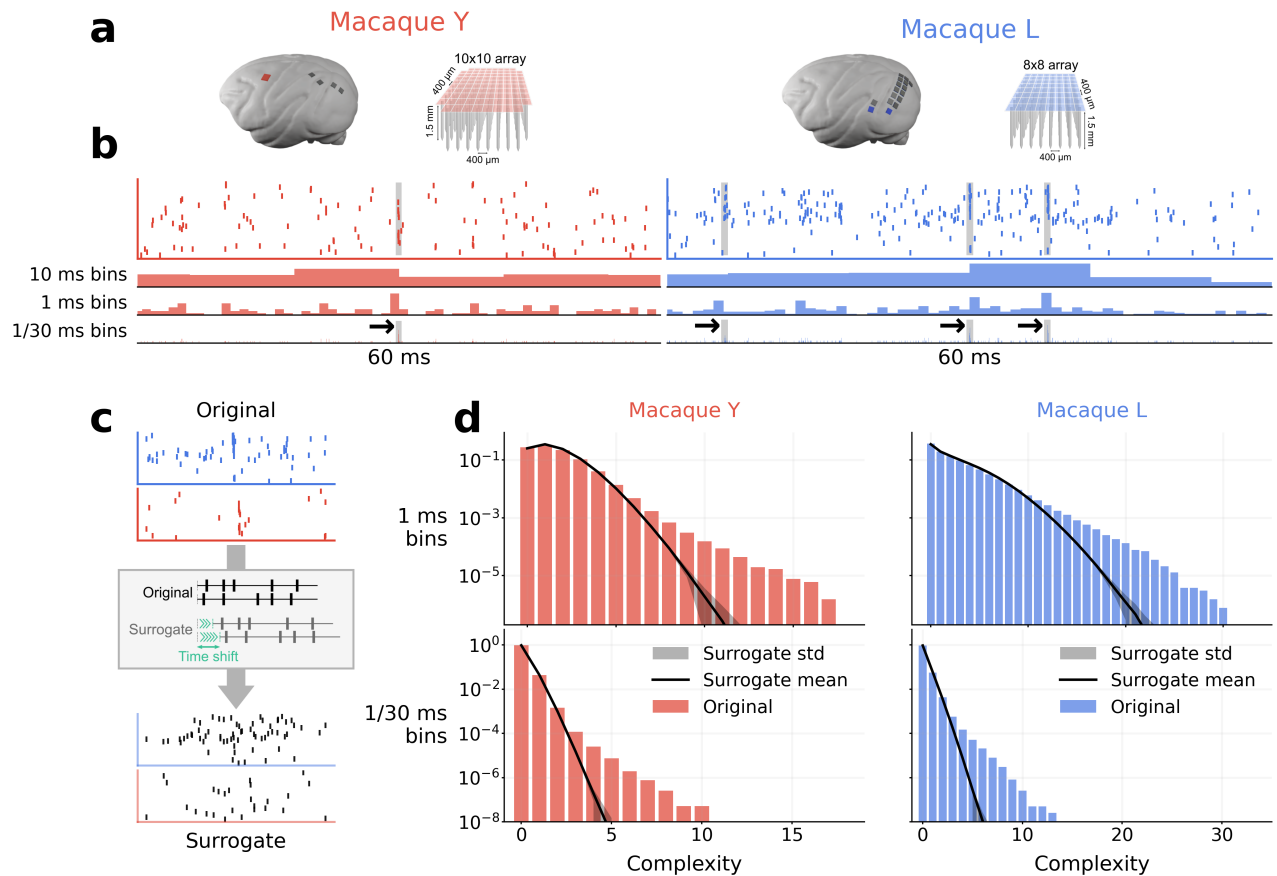 a
Macaque Y
Macaque L
10x10 array
400 μm
1.5 mm
400 μm
8x8 array
400 μm
1.5 mm
400 μm
b
10 ms bins
1 ms bins
1/30 ms bins
60 ms
60 ms
c
Original
Original
Surrogate
Time shift
Surrogate
d
Macaque Y
Macaque L
1 ms
bins
10⁻¹
10⁻³
10⁻⁵
1/30 ms
bins
10⁰
10⁻²
10⁻⁴
10⁻⁶
10⁻⁸
Surrogate std
Surrogate mean
Original
Surrogate std
Surrogate mean
Original
0 5 10 15
0 10 20 30
Complexity
Complexity